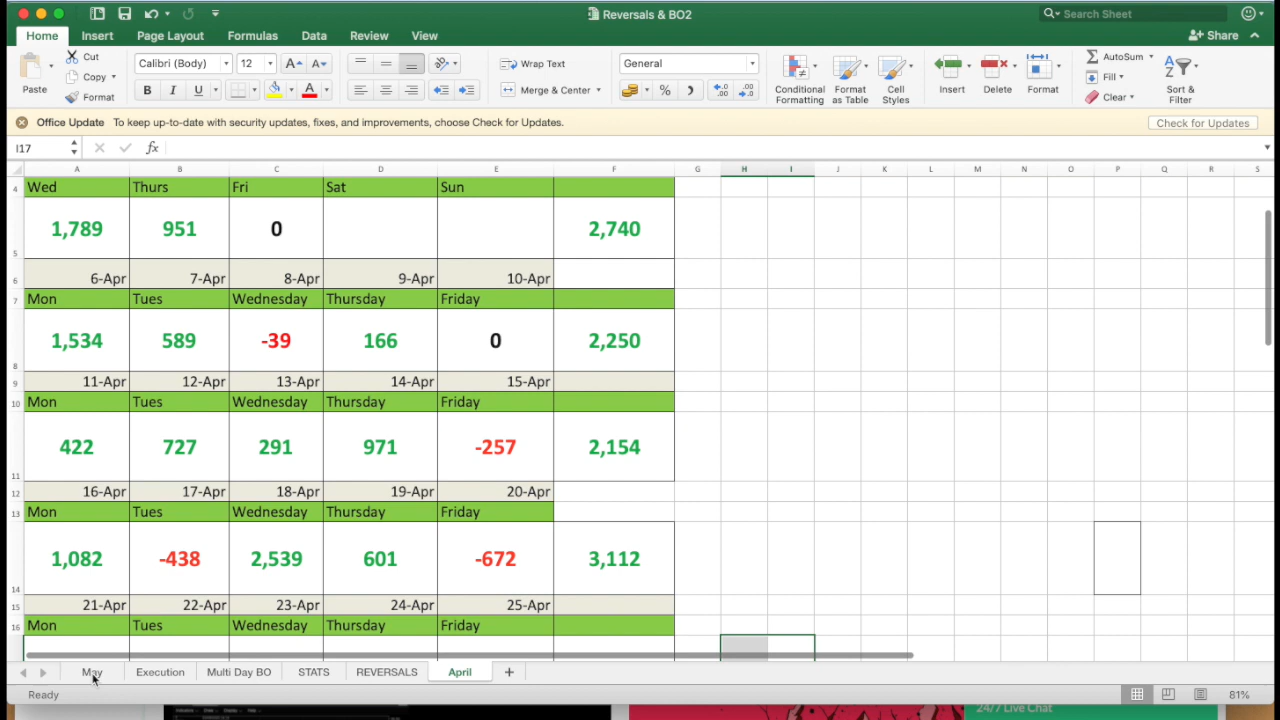 Reversals & BO2
Search Sheet
Home Insert Page Layout Formulas Data Review View Share
Paste Cut Copy Format
Calibri (Body) 12
B I U
Wrap Text
Merge & Center
General
Conditional Formatting
Format as Table
Cell Styles
Insert Delete Format
AutoSum
Fill
Clear
Sort & Filter
Office Update To keep up-to-date with security updates, fixes, and improvements, choose Check for Updates. Check for Updates
I17 fx
A B C D E F G H I J K L M N O P Q R S
4 Wed Thurs Fri Sat Sun
5 1,789 951 0 2,740
6 6-Apr 7-Apr 8-Apr 9-Apr 10-Apr
7 Mon Tues Wednesday Thursday Friday
8 1,534 589 -39 166 0 2,250
9 11-Apr 12-Apr 13-Apr 14-Apr 15-Apr
10 Mon Tues Wednesday Thursday Friday
11 422 727 291 971 -257 2,154
12 16-Apr 17-Apr 18-Apr 19-Apr 20-Apr
13 Mon Tues Wednesday Thursday Friday
14 1,082 -438 2,539 601 -672 3,112
15 21-Apr 22-Apr 23-Apr 24-Apr 25-Apr
16 Mon Tues Wednesday Thursday Friday
May Execution Multi Day BO STATS REVERSALS April
Ready 81%
24/7 Live Chat